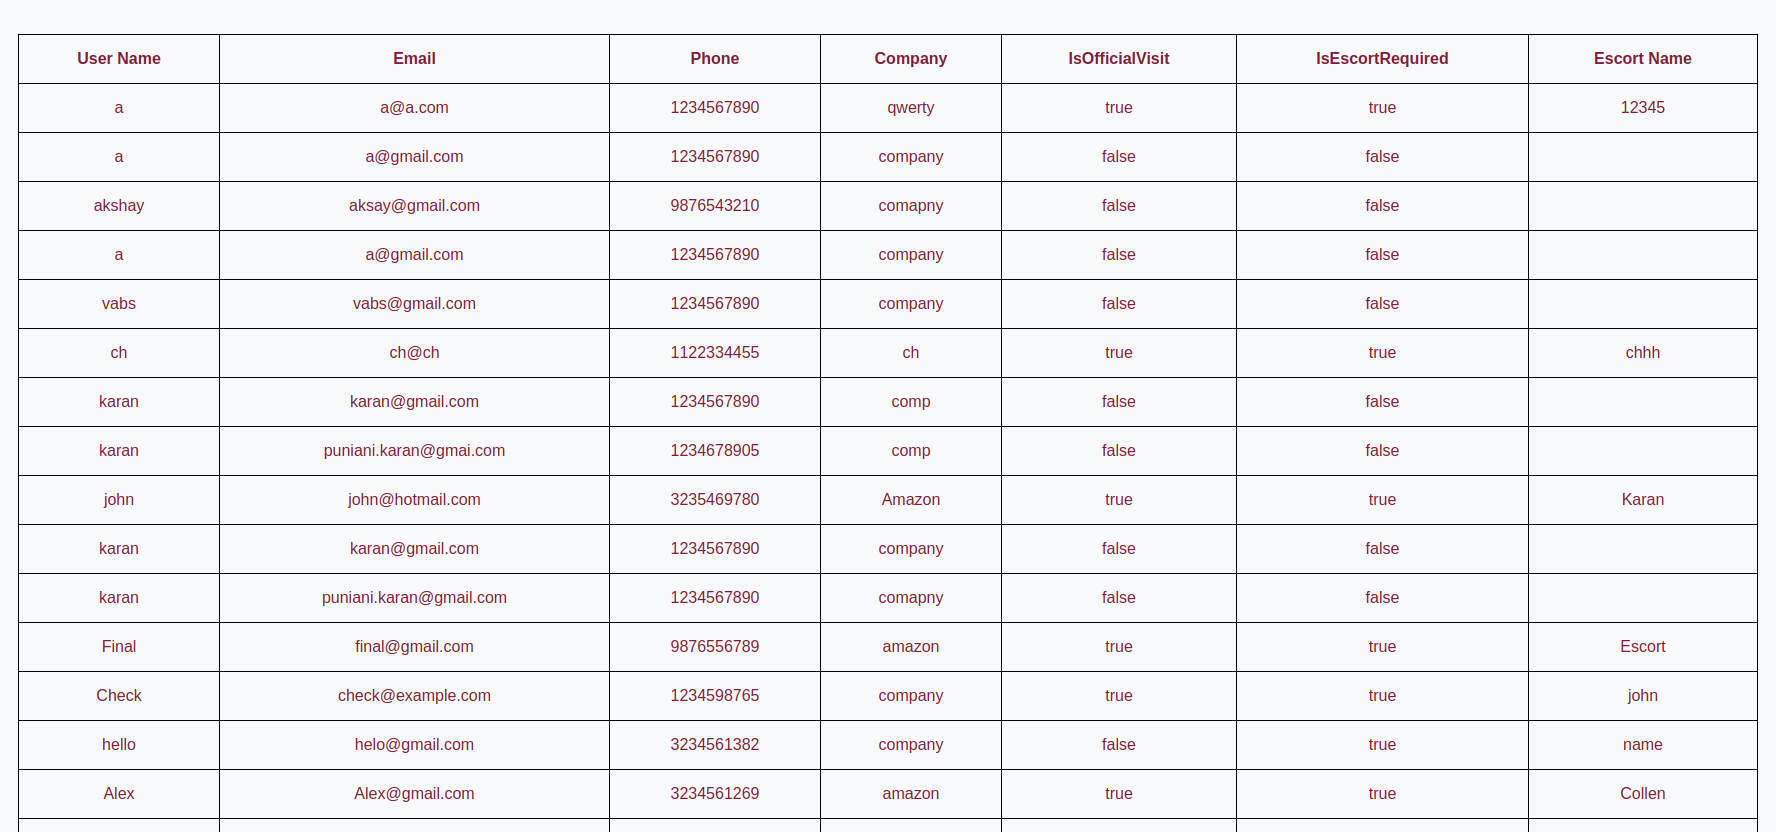 User Name Email Phone Company IsOfficialVisit IsEscortRequired Escort Name
a a@a.com 1234567890 qwerty true true 12345
a a@gmail.com 1234567890 company false false
akshay aksay@gmail.com 9876543210 comapny false false
a a@gmail.com 1234567890 company false false
vabs vabs@gmail.com 1234567890 company false false
ch ch@ch 1122334455 ch true true chhh
karan karan@gmail.com 1234567890 comp false false
karan puniani.karan@gmai.com 1234678905 comp false false
john john@hotmail.com 3235469780 Amazon true true Karan
karan karan@gmail.com 1234567890 company false false
karan puniani.karan@gmail.com 1234567890 comapny false false
Final final@gmail.com 9876556789 amazon true true Escort
Check check@example.com 1234598765 company true true john
hello helo@gmail.com 3234561382 company false true name
Alex Alex@gmail.com 3234561269 amazon true true Collen